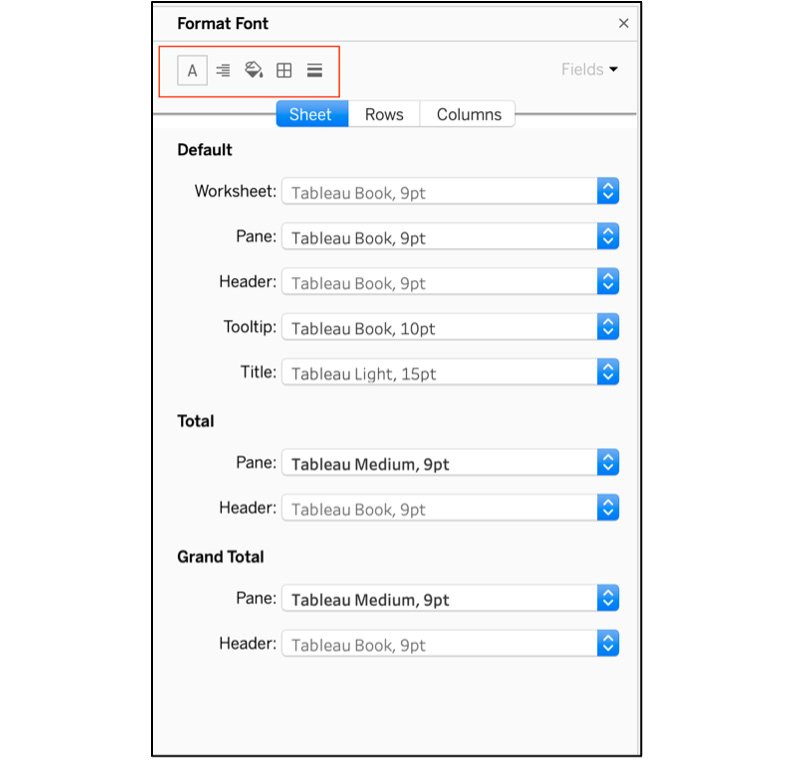 Format Font ×
A Fields
Sheet Rows Columns
Default
Worksheet: Tableau Book, 9pt
Pane: Tableau Book, 9pt
Header: Tableau Book, 9pt
Tooltip: Tableau Book, 10pt
Title: Tableau Light, 15pt
Total
Pane: Tableau Medium, 9pt
Header: Tableau Book, 9pt
Grand Total
Pane: Tableau Medium, 9pt
Header: Tableau Book, 9pt